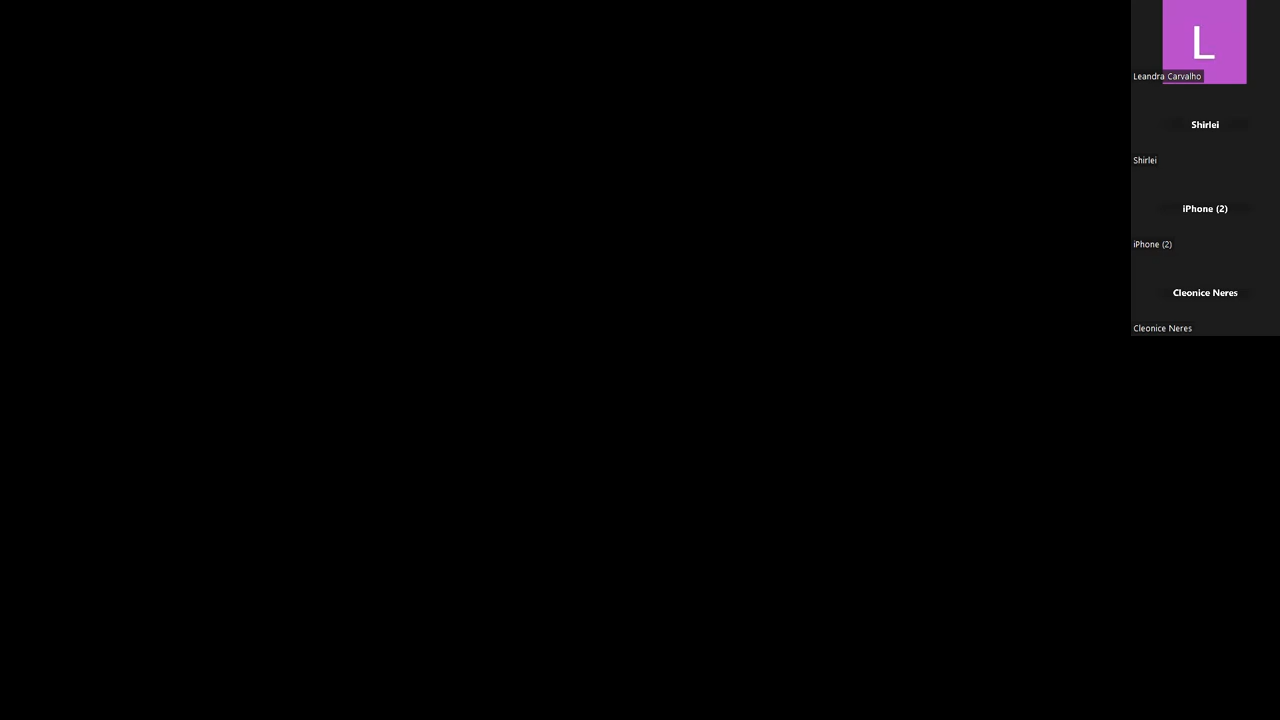 L
Leandra Carvalho
Shirlei
Shirlei
iPhone (2)
iPhone (2)
Cleonice Neres
Cleonice Neres